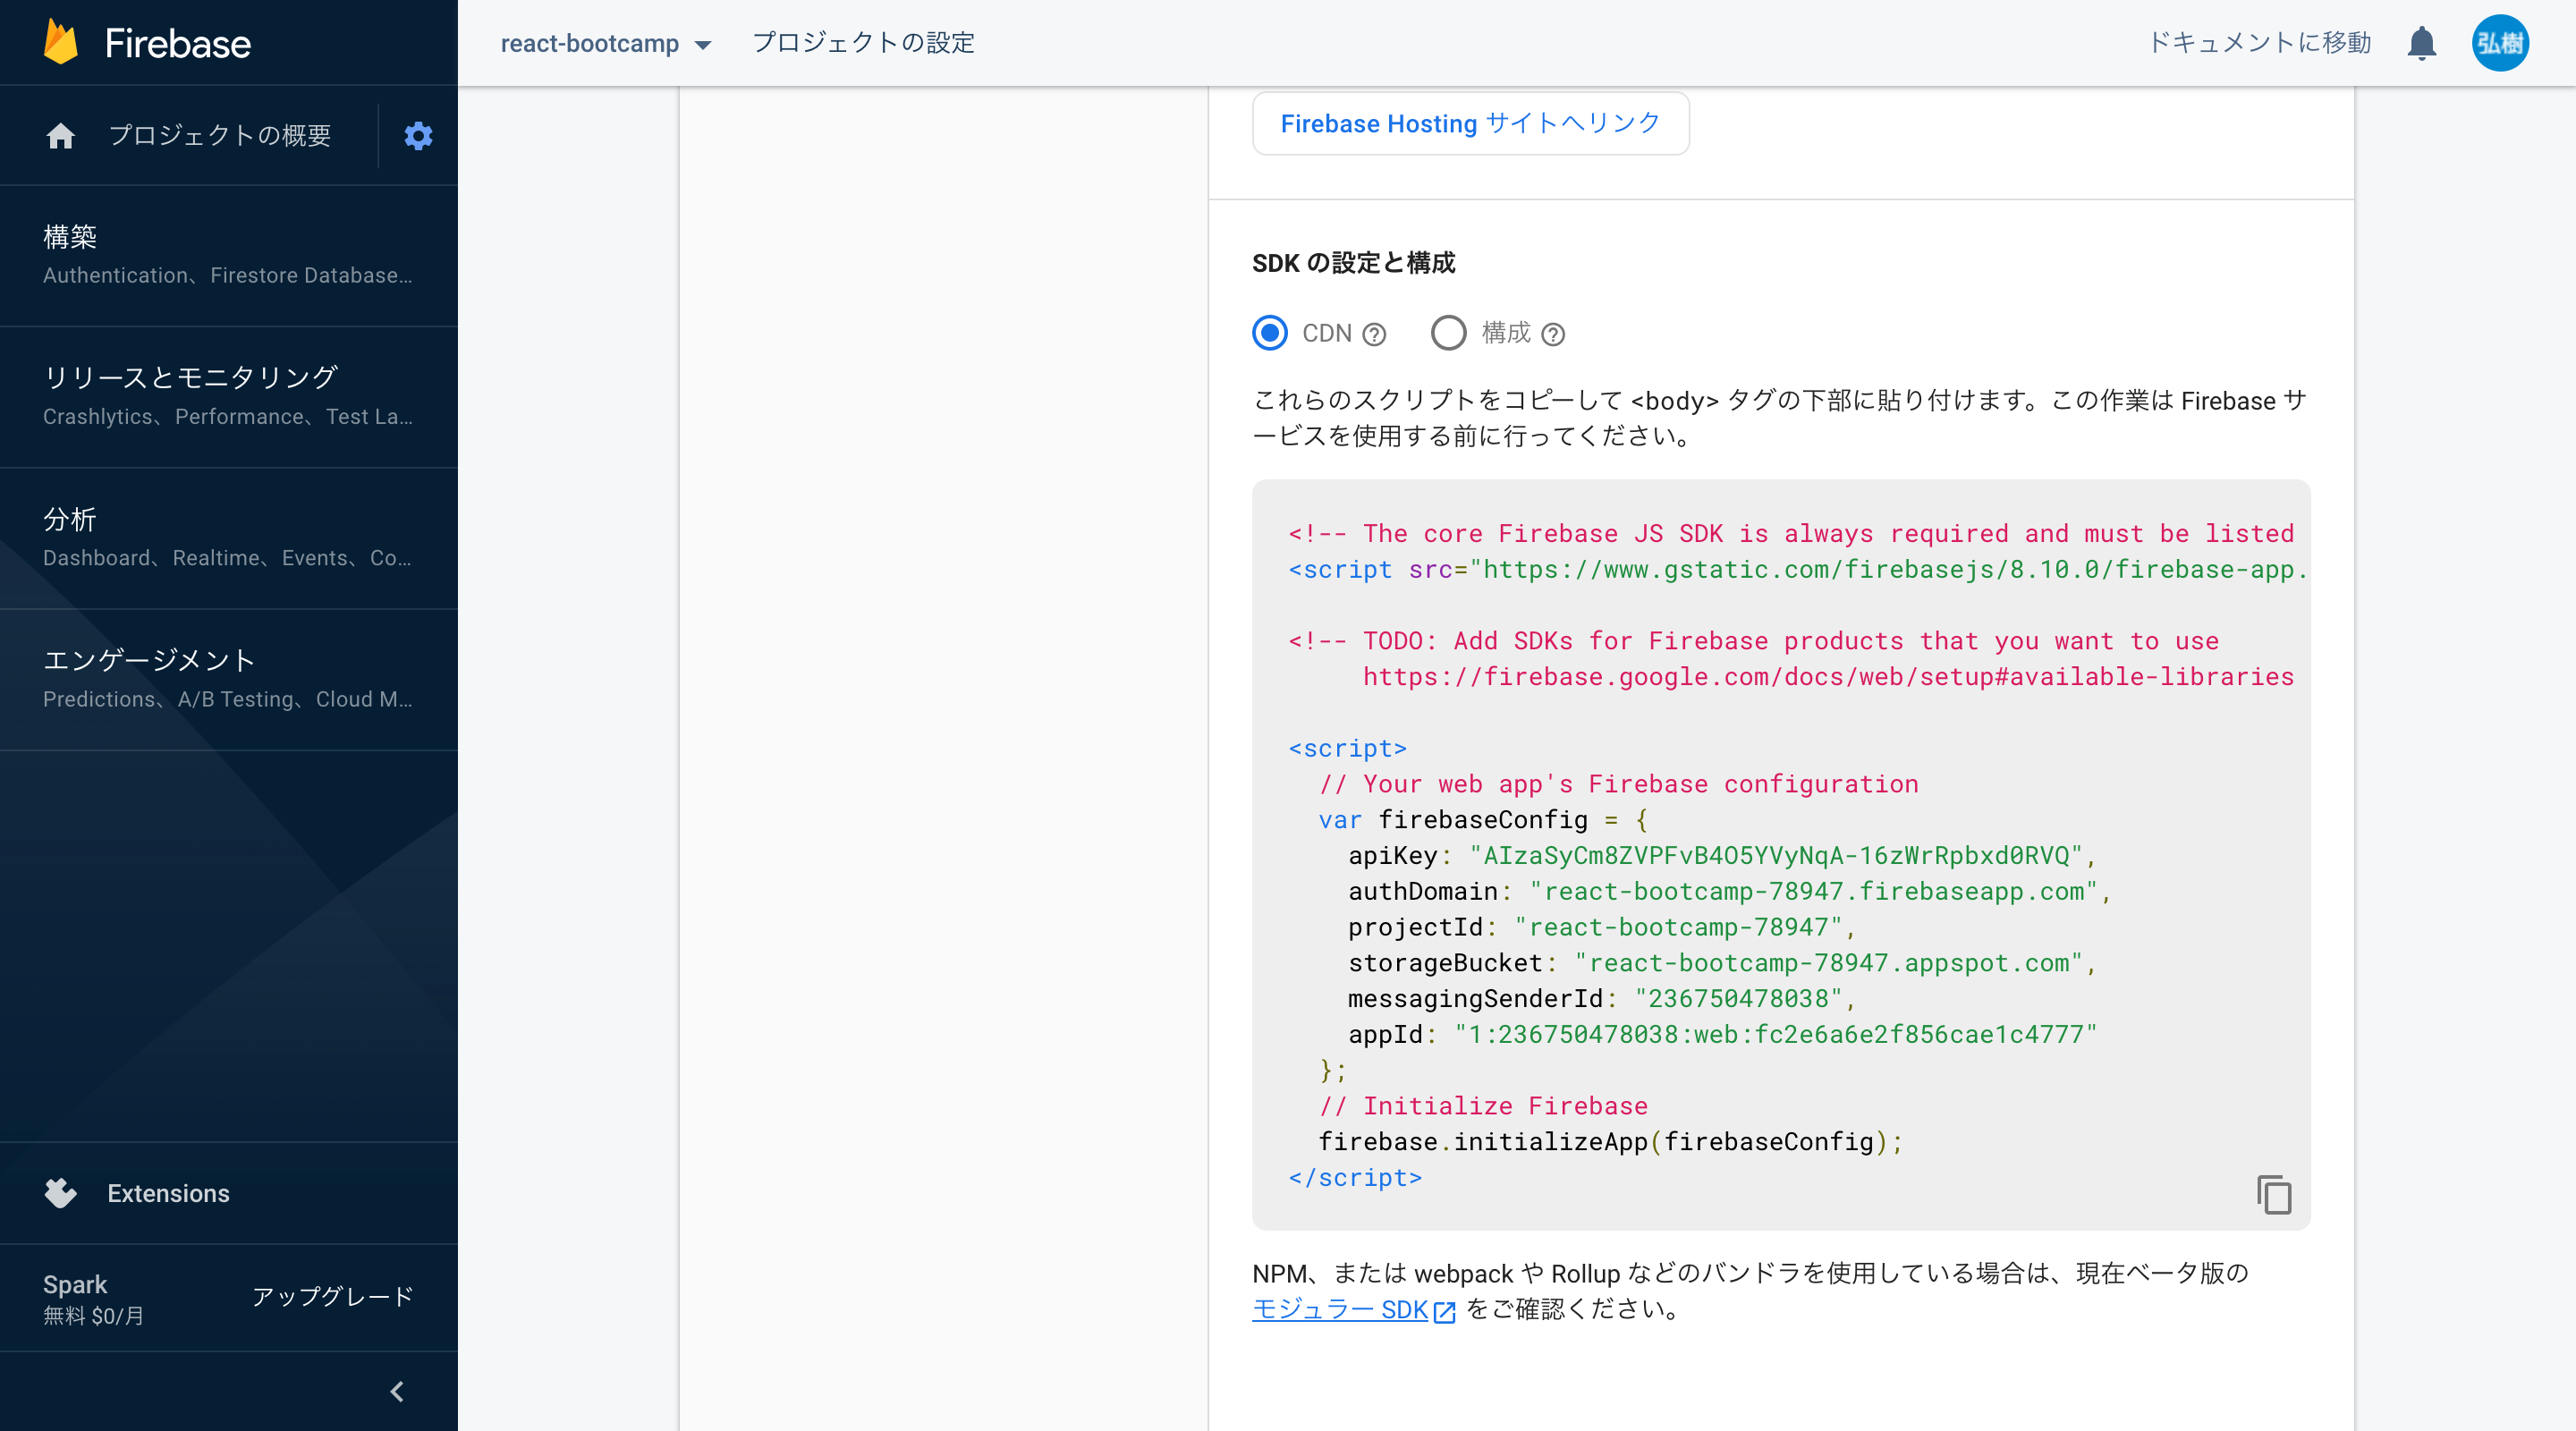 Firebase
react-bootcamp
プロジェクトの設定
ドキュメントに移動
弘樹
プロジェクトの概要
構築
Authentication、Firestore Database…
リリースとモニタリング
Crashlytics、Performance、Test La…
分析
Dashboard、Realtime、Events、Co…
エンゲージメント
Predictions、A/B Testing、Cloud M…
Extensions
Spark
無料 $0/月
アップグレード
Firebase Hosting サイトへリンク
SDK の設定と構成
CDN
構成
これらのスクリプトをコピーして <body> タグの下部に貼り付けます。この作業は Firebase サ
ービスを使用する前に行ってください。
<!-- The core Firebase JS SDK is always required and must be listed
<script src="https://www.gstatic.com/firebasejs/8.10.0/firebase-app.
<!-- TODO: Add SDKs for Firebase products that you want to use
https://firebase.google.com/docs/web/setup#available-libraries
<script>
// Your web app's Firebase configuration
var firebaseConfig = {
apiKey: "AIzaSyCm8ZVPFvB4O5YVyNqA-16zWrRpbxd0RVQ",
authDomain: "react-bootcamp-78947.firebaseapp.com",
projectId: "react-bootcamp-78947",
storageBucket: "react-bootcamp-78947.appspot.com",
messagingSenderId: "236750478038",
appId: "1:236750478038:web:fc2e6a6e2f856cae1c4777"
};
// Initialize Firebase
firebase.initializeApp(firebaseConfig);
</script>
NPM、または webpack や Rollup などのバンドラを使用している場合は、現在ベータ版の
モジュラー SDK をご確認ください。